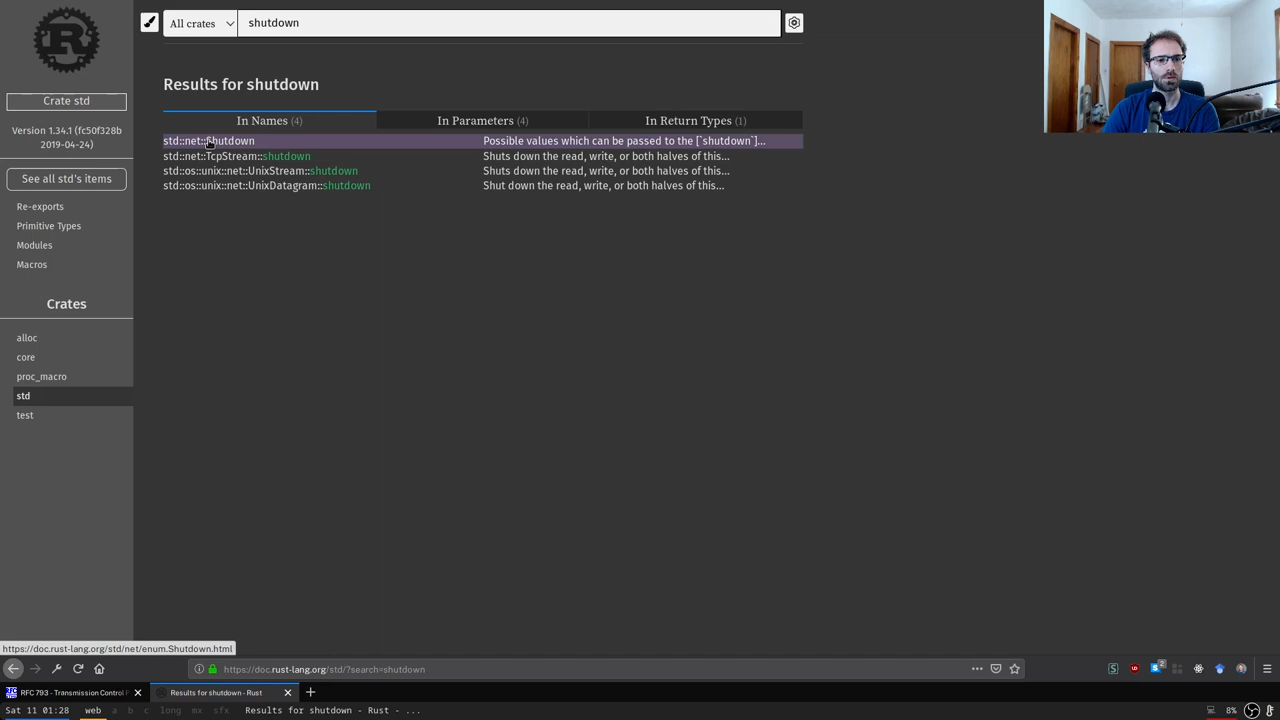 All crates
shutdown
Results for shutdown
Crate std
Version 1.34.1 (fc50f328b
2019-04-24)
See all std's items
Re-exports
Primitive Types
Modules
Macros
Crates
alloc
core
proc_macro
std
test
In Names (4)
In Parameters (4)
In Return Types (1)
std::net::Shutdown
Possible values which can be passed to the [`shutdown`]...
std::net::TcpStream::shutdown
Shuts down the read, write, or both halves of this...
std::os::unix::net::UnixStream::shutdown
Shuts down the read, write, or both halves of this...
std::os::unix::net::UnixDatagram::shutdown
Shut down the read, write, or both halves of this...
https://doc.rust-lang.org/std/net/enum.Shutdown.html
https://doc.rust-lang.org/std/?search=shutdown
2
RFC 793 - Transmission Control P
Results for shutdown - Rust
Sat 11 01:28 web a b c long mx sfx Results for shutdown - Rust - ...
8%